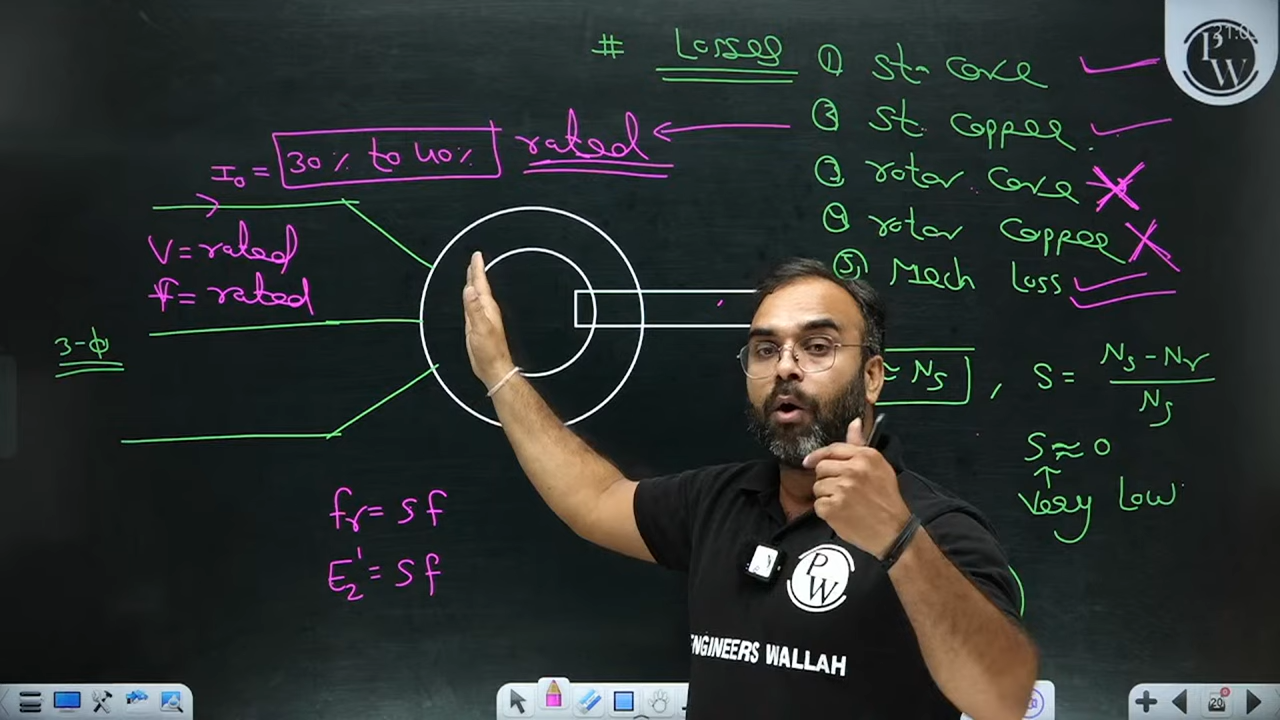 # Losses
① st. core
② st. copper
③ rotor core
④ rotor copper
⑤ Mech Loss
I₀ = 30% to 40% rated
V = rated
f = rated
3-ϕ
≈ Ns , S = Ns - Nr / Ns
S ≈ 0
Very Low
fr = sf
E₂' = sf
PW
PW
ENGINEERS WALLAH
20